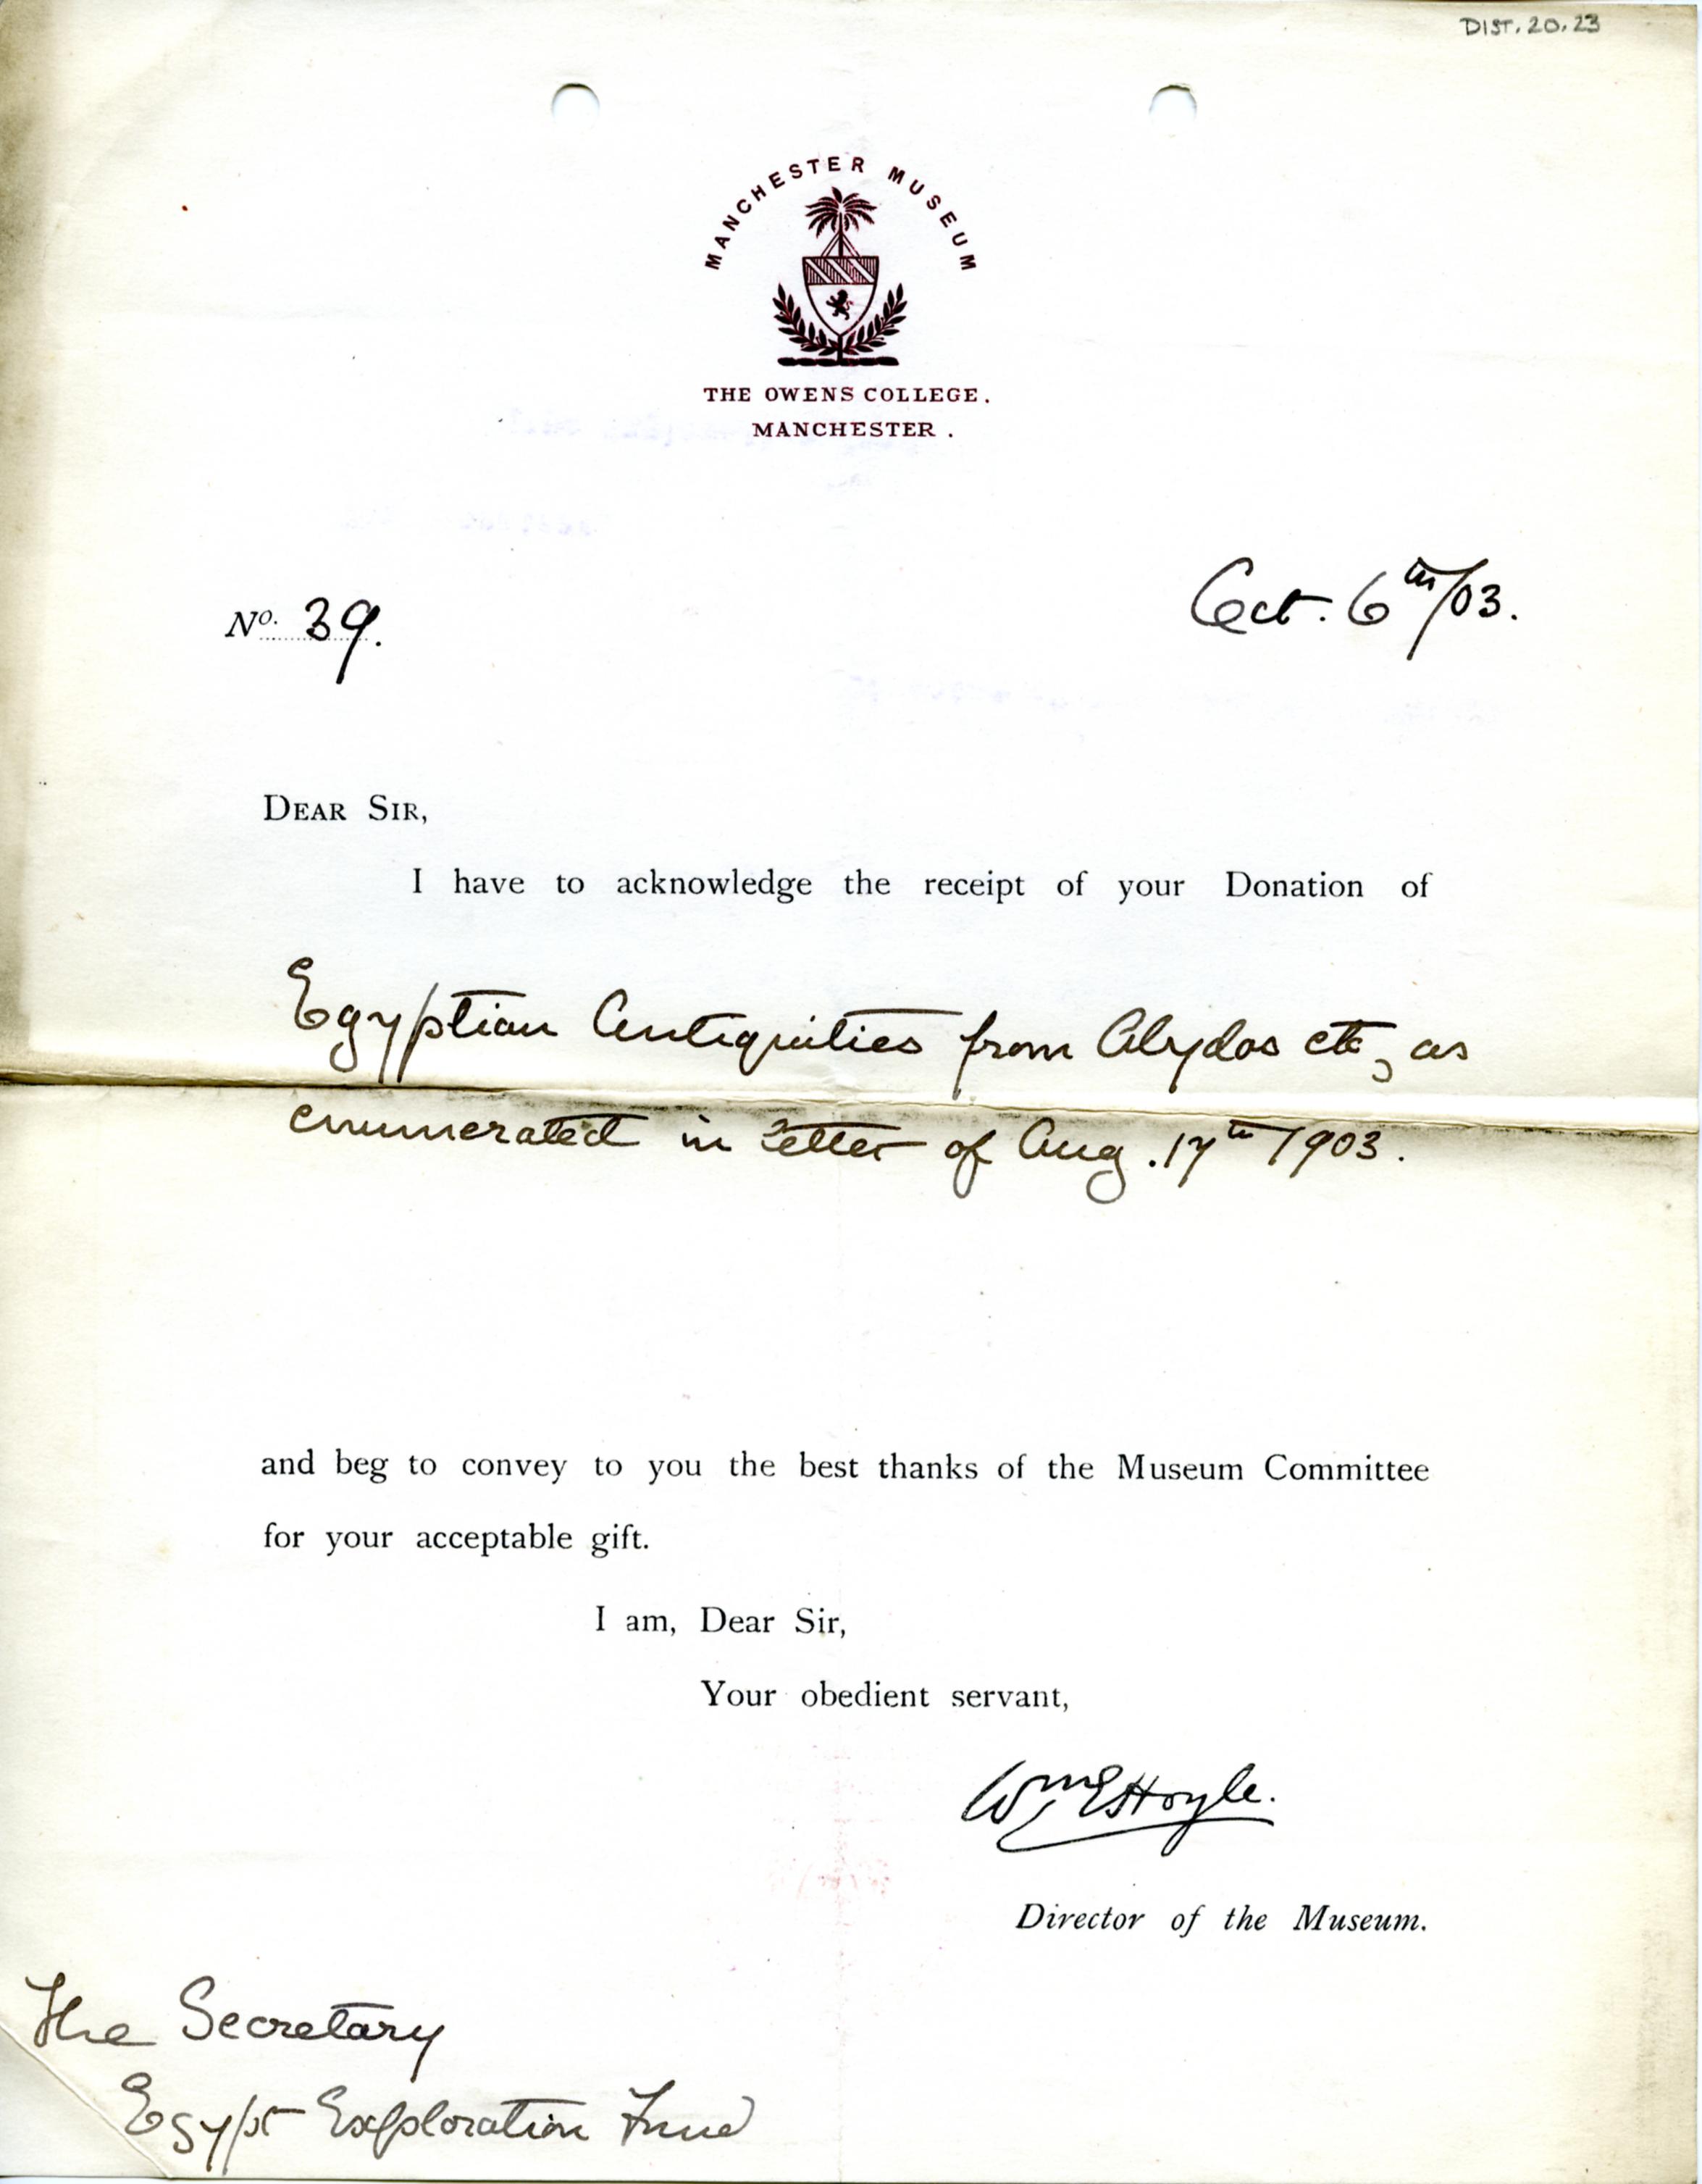 DIST. 20.23
MANCHESTER MUSEUM
THE OWENS COLLEGE.
MANCHESTER.
No. 39.
Oct. 6th/03.
DEAR SIR,
I have to acknowledge the receipt of your Donation of
Egyptian Antiquities from Abydos etc, as
enumerated in letter of Aug. 17th 1903.
and beg to convey to you the best thanks of the Museum Committee
for your acceptable gift.
I am, Dear Sir,
Your obedient servant,
Wm E Hoyle.
Director of the Museum.
The Secretary
Egypt Exploration Fund